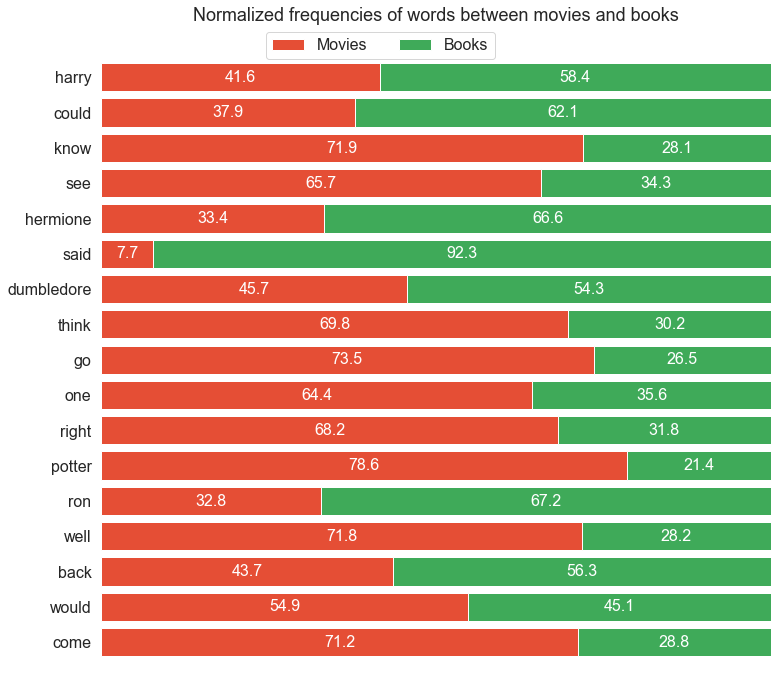 Normalized frequencies of words between movies and books
Movies Books
harry 41.6 58.4
could 37.9 62.1
know 71.9 28.1
see 65.7 34.3
hermione 33.4 66.6
said 7.7 92.3
dumbledore 45.7 54.3
think 69.8 30.2
go 73.5 26.5
one 64.4 35.6
right 68.2 31.8
potter 78.6 21.4
ron 32.8 67.2
well 71.8 28.2
back 43.7 56.3
would 54.9 45.1
come 71.2 28.8